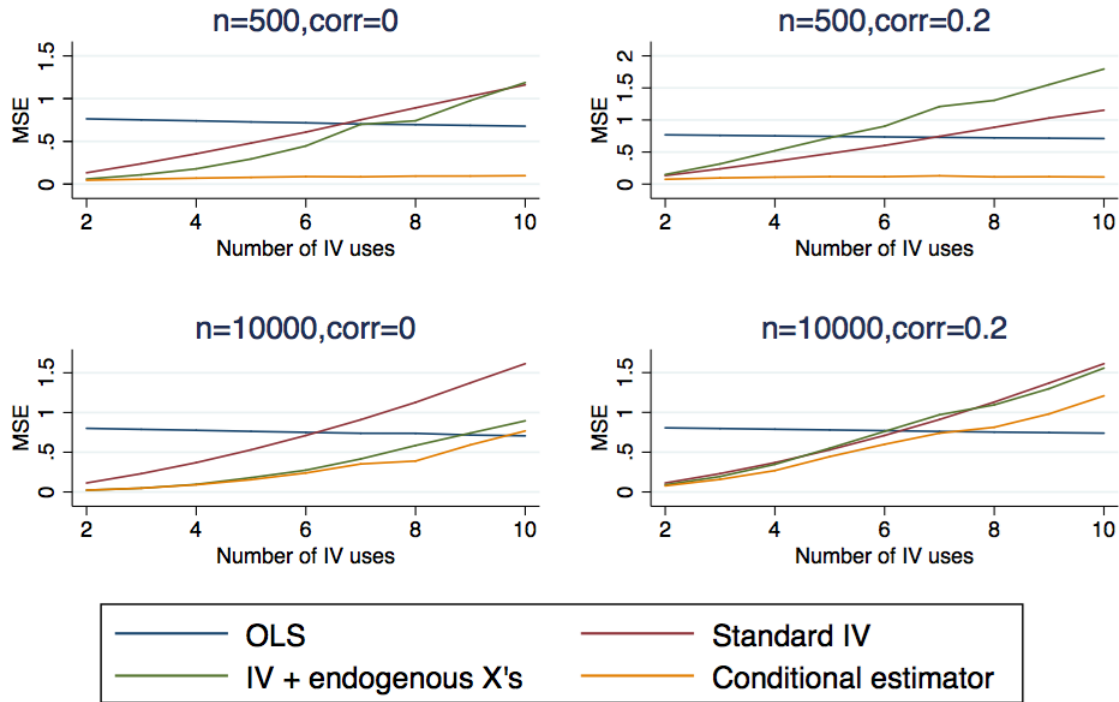 n=500,corr=0
n=500,corr=0.2
MSE
0 .5 1 1.5
2 4 6 8 10
Number of IV uses
MSE
0 .5 1 1.5 2
2 4 6 8 10
Number of IV uses
n=10000,corr=0
n=10000,corr=0.2
MSE
0 .5 1 1.5
2 4 6 8 10
Number of IV uses
MSE
0 .5 1 1.5
2 4 6 8 10
Number of IV uses
OLS
Standard IV
IV + endogenous X's
Conditional estimator